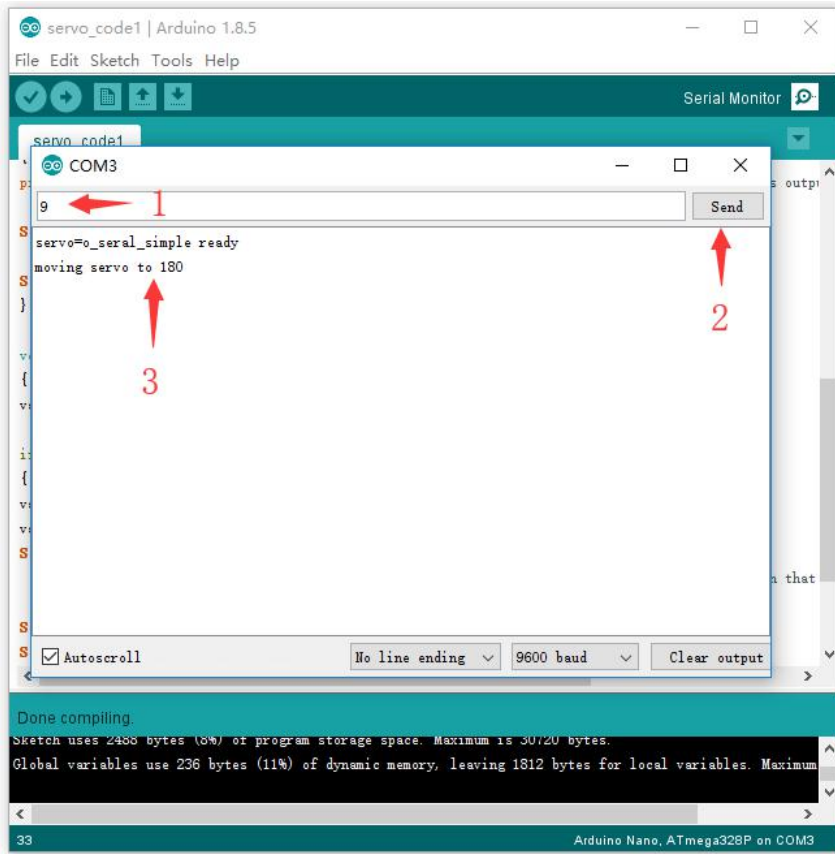 servo_code1 | Arduino 1.8.5
File Edit Sketch Tools Help
Serial Monitor
servo_code1
COM3
s outpu
9
1
Send
servo=o_seral_simple ready
moving servo to 180
2
3
S
S
}
{
{
S
n that
S
S
Autoscroll
No line ending
9600 baud
Clear output
Done compiling.
Sketch uses 2488 bytes (8%) of program storage space. Maximum is 30720 bytes.
Global variables use 236 bytes (11%) of dynamic memory, leaving 1812 bytes for local variables. Maximum
33
Arduino Nano, ATmega328P on COM3